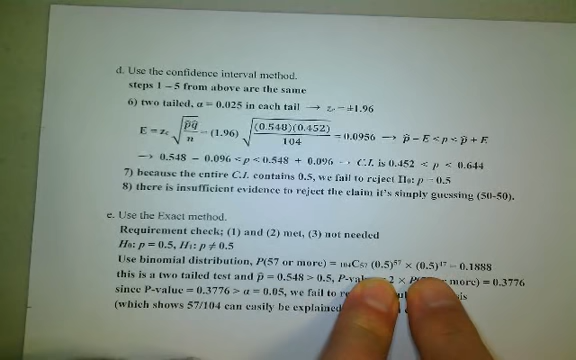 d. Use the confidence interval method.
steps 1 – 5 from above are the same
6) two tailed, α = 0.025 in each tail → zc = ±1.96
E = zc √(p̂q̂/n) = (1.96) √((0.548)(0.452)/104) = 0.0956 → p̂ – E < p < p̂ + E
→ 0.548 – 0.096 < p < 0.548 + 0.096 → C.I. is 0.452 < p < 0.644
7) because the entire C.I. contains 0.5, we fail to reject H₀: p = 0.5
8) there is insufficient evidence to reject the claim it's simply guessing (50-50).
e. Use the Exact method.
Requirement check: (1) and (2) met, (3) not needed
H₀: p = 0.5, H₁: p ≠ 0.5
Use binomial distribution, P(57 or more) = ₁₀₄C₅₇ (0.5)⁵⁷ × (0.5)⁴⁷ = 0.1888
this is a two tailed test and p̂ = 0.548 > 0.5, 2 × more) = 0.3776
since P-value = 0.3776 > α = 0.05, we fail to
(which shows 57/104 can easily be explained